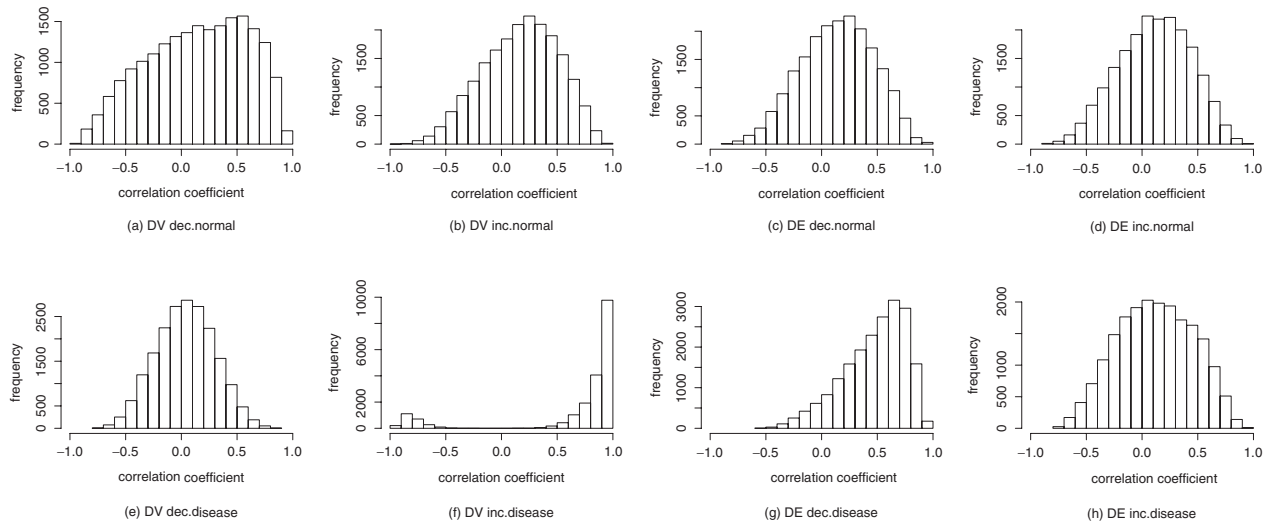 frequency
0 500 1000 1500
−1.0 −0.5 0.0 0.5 1.0
correlation coefficient
(a) DV dec.normal
frequency
0 500 1500
−1.0 −0.5 0.0 0.5 1.0
correlation coefficient
(b) DV inc.normal
frequency
0 500 1500
−1.0 −0.5 0.0 0.5 1.0
correlation coefficient
(c) DE dec.normal
frequency
0 500 1500
−1.0 −0.5 0.0 0.5 1.0
correlation coefficient
(d) DE inc.normal
frequency
0 500 1500 2500
−1.0 −0.5 0.0 0.5 1.0
correlation coefficient
(e) DV dec.disease
frequency
0 2000 6000 10000
−1.0 −0.5 0.0 0.5 1.0
correlation coefficient
(f) DV inc.disease
frequency
0 1000 2000 3000
−1.0 −0.5 0.0 0.5 1.0
correlation coefficient
(g) DE dec.disease
frequency
0 500 1000 2000
−1.0 −0.5 0.0 0.5 1.0
correlation coefficient
(h) DE inc.disease